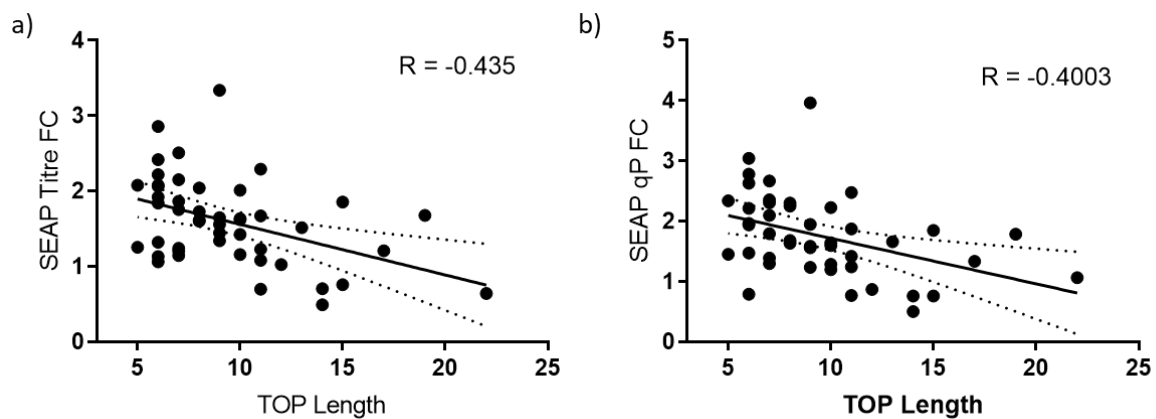 a)
SEAP Titre FC
4
3
2
1
0
R = -0.435
5 10 15 20 25
TOP Length
b)
SEAP qP FC
5
4
3
2
1
0
R = -0.4003
5 10 15 20 25
TOP Length